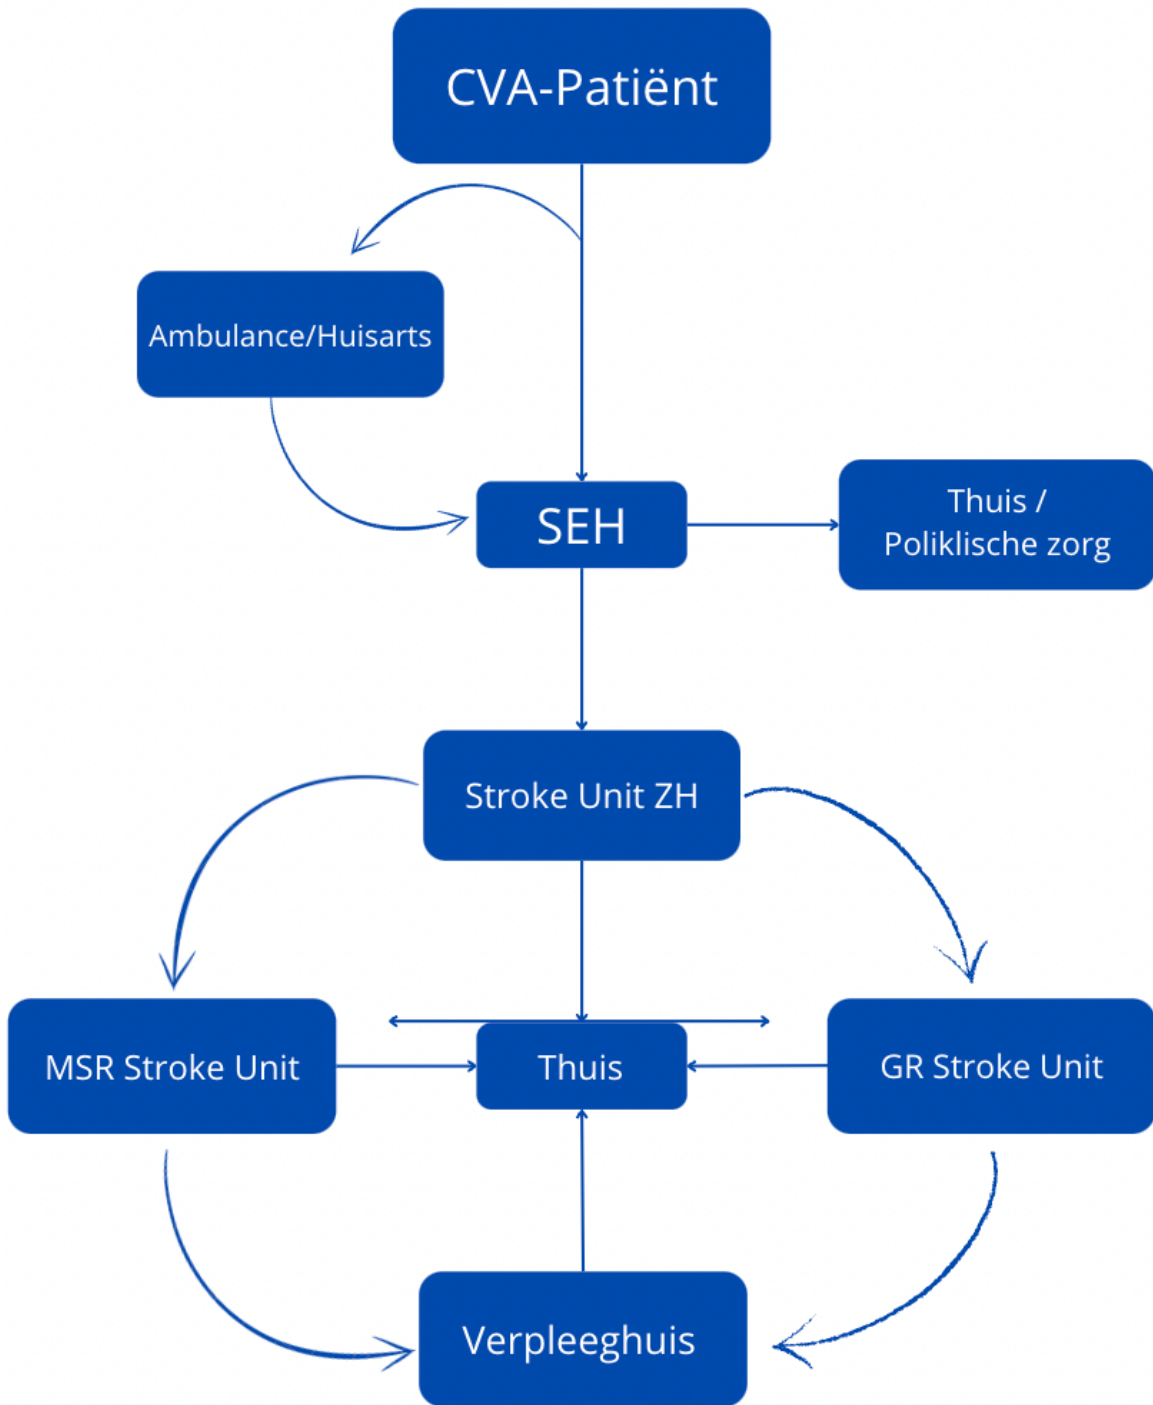 CVA-Patiënt
Ambulance/Huisarts
SEH
Thuis /
Poliklische zorg
Stroke Unit ZH
MSR Stroke Unit
Thuis
GR Stroke Unit
Verpleeghuis